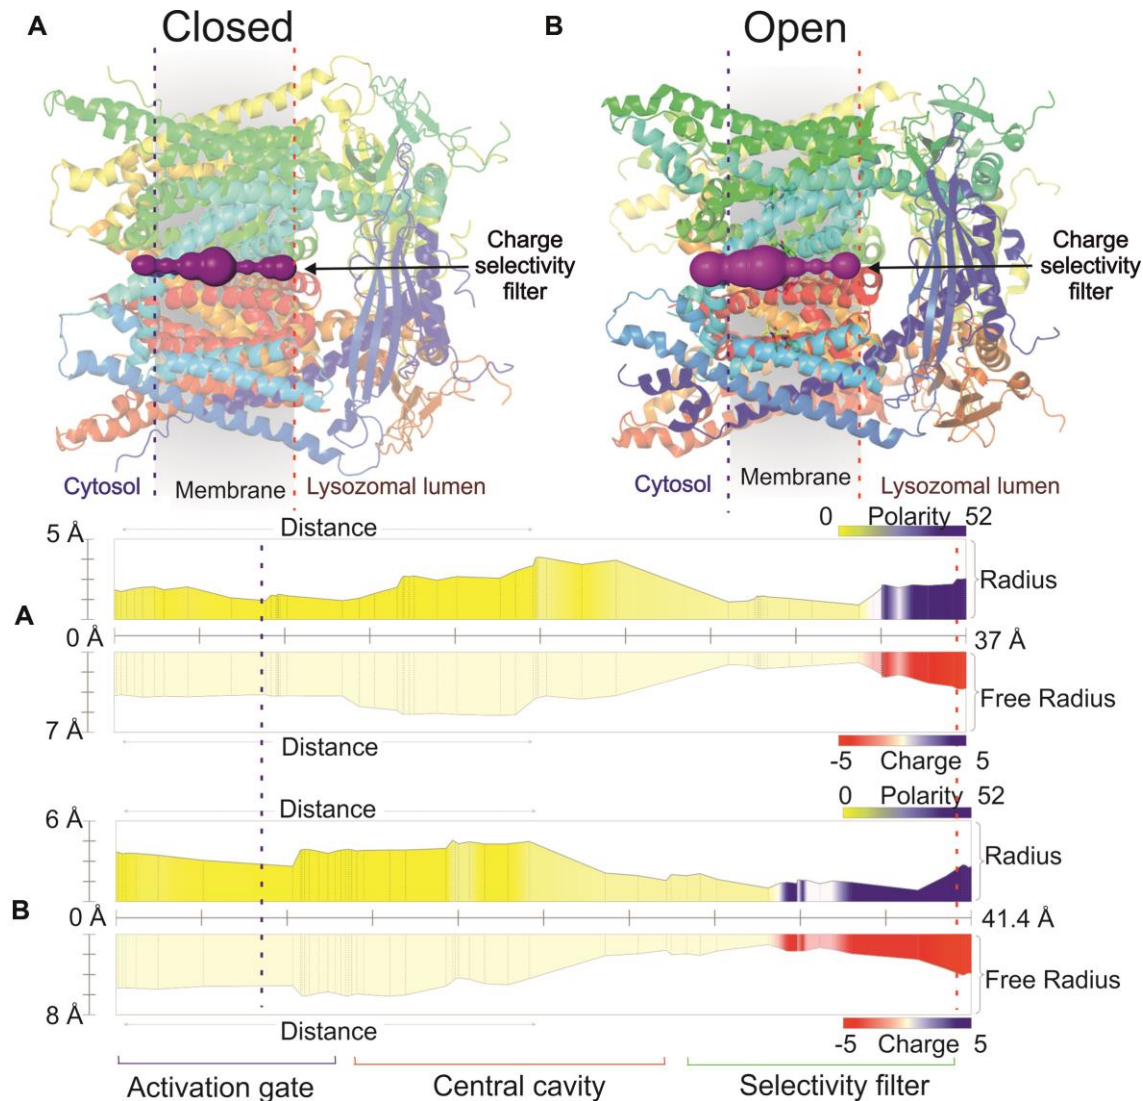 A
Closed
B
Open
Charge
selectivity
filter
Charge
selectivity
filter
Cytosol
Membrane
Lysozomal lumen
Cytosol
Membrane
Lysozomal lumen
5 Å
Distance
0 Polarity 52
Radius
A
0 Å
37 Å
Free Radius
7 Å
Distance
-5 Charge 5
0 Polarity 52
6 Å
Distance
Radius
B
0 Å
41.4 Å
Free Radius
8 Å
Distance
-5 Charge 5
Activation gate
Central cavity
Selectivity filter